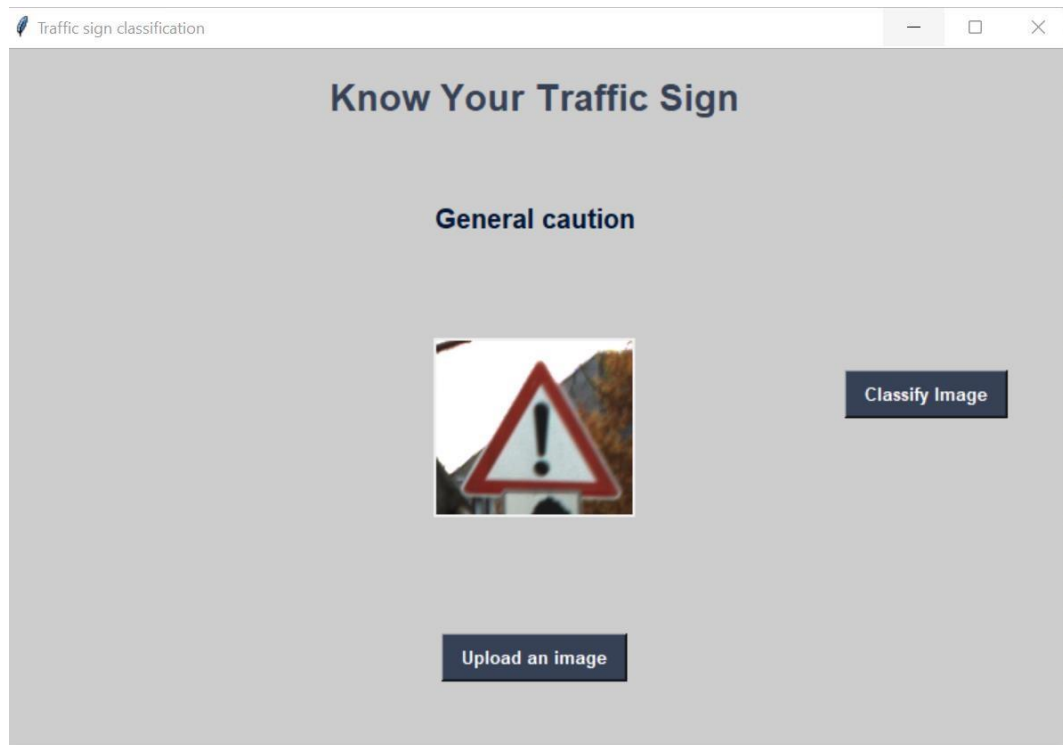 Traffic sign classification
Know Your Traffic Sign
General caution
!
Classify Image
Upload an image